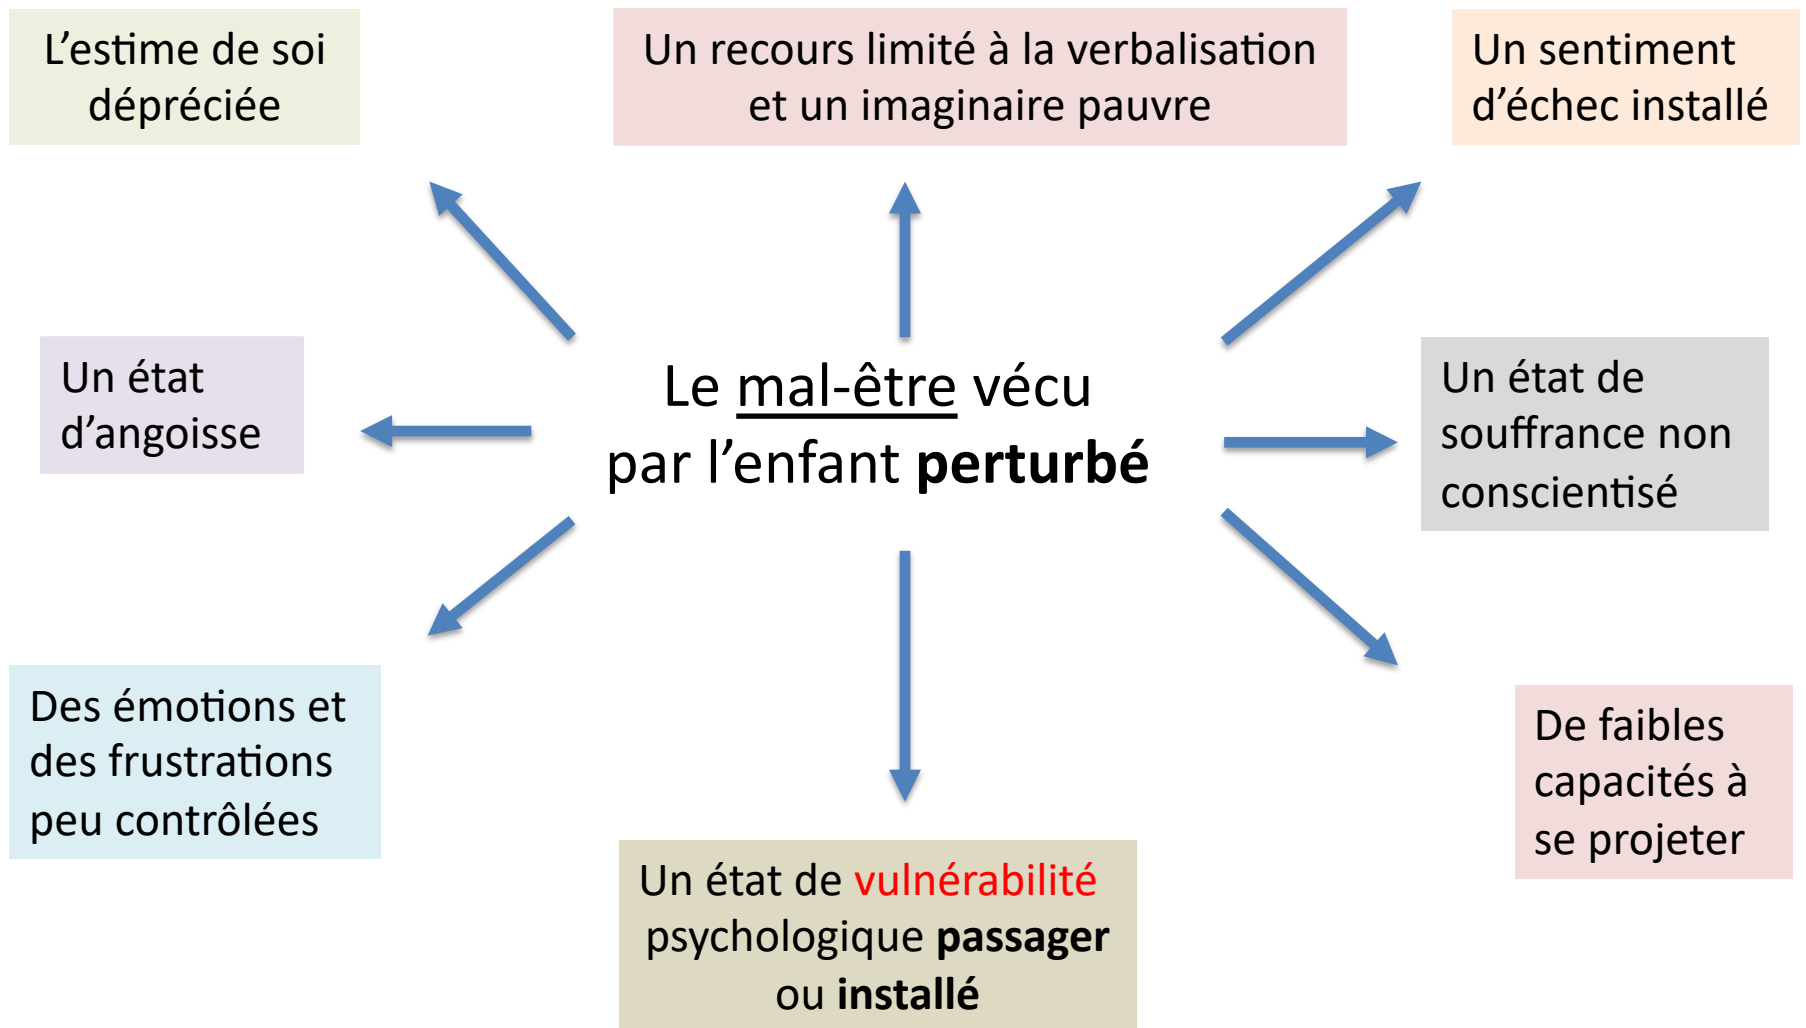 L’estime de soi
dépréciée
Un recours limité à la verbalisation
et un imaginaire pauvre
Un sentiment
d’échec installé
Un état
d’angoisse
Le mal-être vécu
par l’enfant perturbé
Un état de
souffrance non
conscientisé
Des émotions et
des frustrations
peu contrôlées
De faibles
capacités à
se projeter
Un état de vulnérabilité
psychologique passager
ou installé